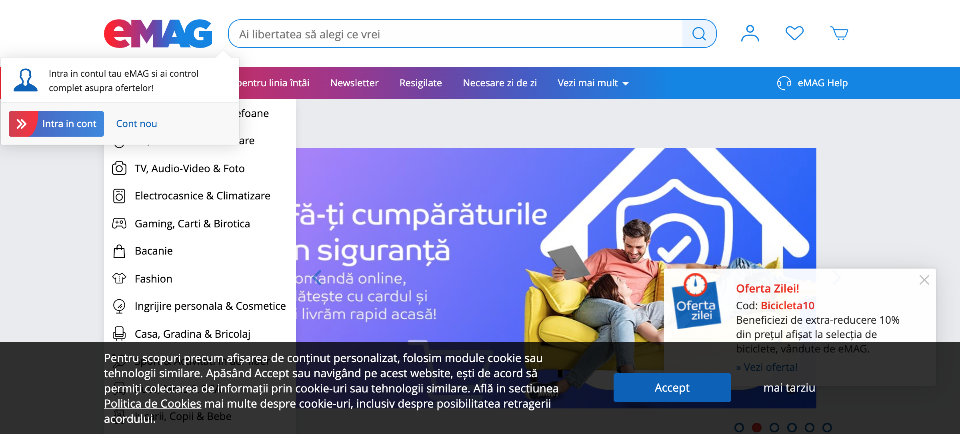 eMAG
Ai libertatea să alegi ce vrei
Intra in contul tau eMAG si ai control
complet asupra ofertelor!
Intra in cont
Cont nou
pentru linia întâi
Newsletter
Resigilate
Necesare zi de zi
Vezi mai mult
eMAG Help
TV, Audio-Video & Foto
Electrocasnice & Climatizare
Gaming, Carti & Birotica
Bacanie
Fashion
Ingrijire personala & Cosmetice
Casa, Gradina & Bricolaj
Fă-ți cumpărăturile
în siguranță
omandă online,
ătește cu cardul și
i livrăm rapid acasă!
Oferta
zilei
Oferta Zilei!
Cod: Bicicleta10
Beneficiezi de extra-reducere 10%
din prețul afișat la selecția de
biciclete, vândute de eMAG.
» Vezi oferta!
Pentru scopuri precum afișarea de conținut personalizat, folosim module cookie sau
tehnologii similare. Apăsând Accept sau navigând pe acest website, ești de acord să
permiți colectarea de informații prin cookie-uri sau tehnologii similare. Află in sectiunea
Politica de Cookies mai multe despre cookie-uri, inclusiv despre posibilitatea retragerii
acordului.
Accept
mai tarziu